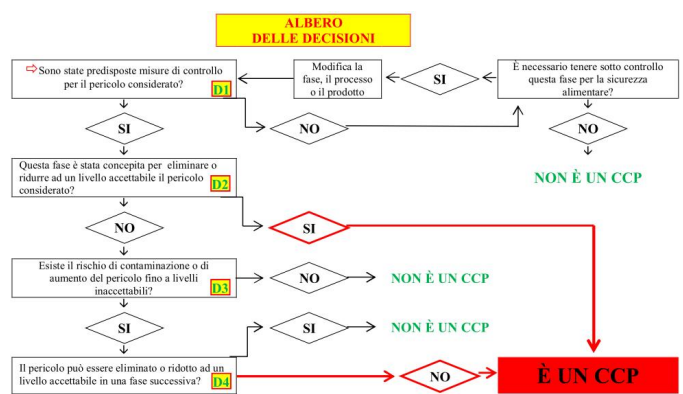 ALBERO
DELLE DECISIONI
⇨Sono state predisposte misure di controllo
per il pericolo considerato?
D1
Modifica la
fase, il processo
o il prodotto
SI
È necessario tenere sotto controllo
questa fase per la sicurezza
alimentare?
SI
NO
NO
NON È UN CCP
Questa fase è stata concepita per eliminare o
ridurre ad un livello accettabile il pericolo
considerato?
D2
NO
SI
Esiste il rischio di contaminazione o di
aumento del pericolo fino a livelli
inaccettabili?
D3
NO
NON È UN CCP
SI
SI
NON È UN CCP
Il pericolo può essere eliminato o ridotto ad un
livello accettabile in una fase successiva?
D4
NO
È UN CCP